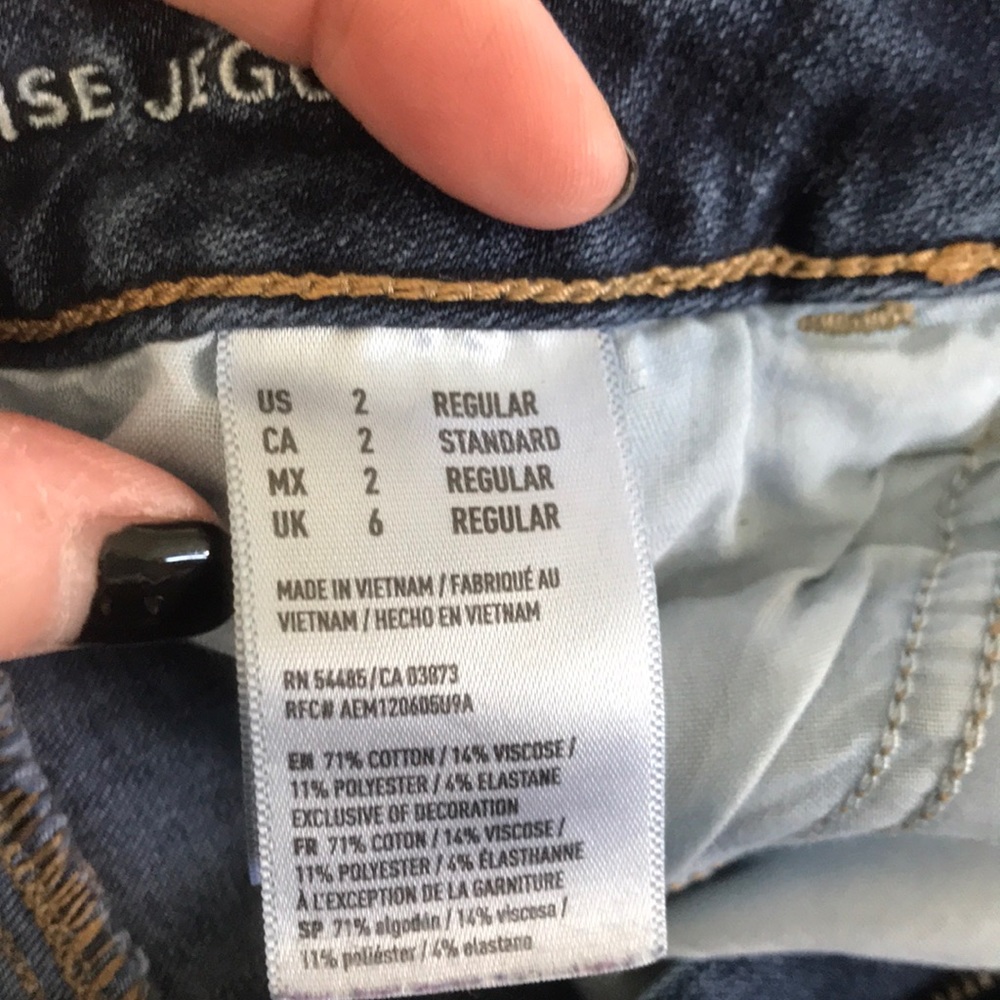 JEGG
US 2 REGULAR
CA 2 STANDARD
MX 2 REGULAR
UK 6 REGULAR
MADE IN VIETNAM / FABRIQUÉ AU
VIETNAM / HECHO EN VIETNAM
RN 54485/CA 03873
RFC# AEM120605U9A
EN 71% COTTON / 14% VISCOSE /
11% POLYESTER / 4% ELASTANE
EXCLUSIVE OF DECORATION
FR 71% COTON / 14% VISCOSE /
11% POLYESTER / 4% ÉLASTHANNE
À L'EXCEPTION DE LA GARNITURE
SP 71% algodón / 14% viscosa /
11% poliéster / 4% elastano